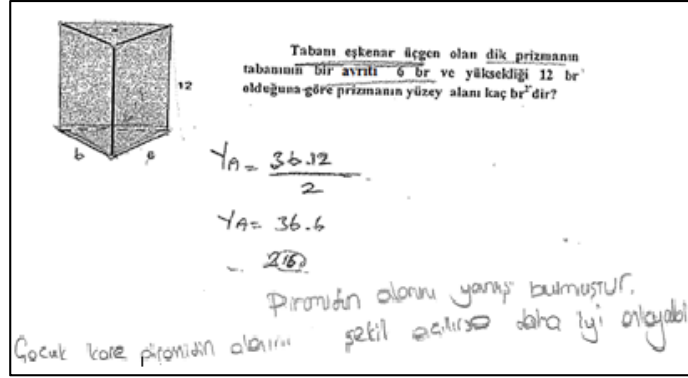 Tabanı eşkenar üçgen olan dik prizmanın
tabanının bir ayrıtı 6 br ve yüksekliği 12 br
olduğuna göre prizmanın yüzey alanı kaç br² dir?
12
6 6
YA = 36.12
2
YA = 36.6
= 216
Piramidin alanını yanlış bulmuştur.
Çocuk kare piramidin alanını şekil açılırsa daha iyi